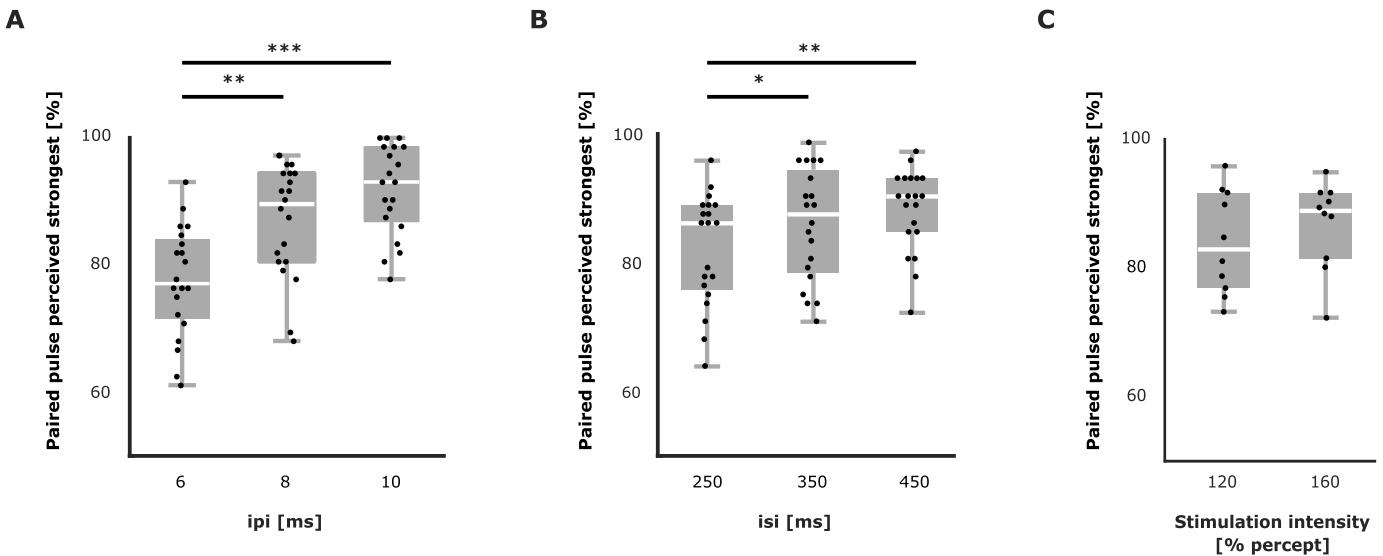 A
Paired pulse perceived strongest [%]
100
80
60
***
**
6 8 10
ipi [ms]
B
Paired pulse perceived strongest [%]
100
80
60
**
*
250 350 450
isi [ms]
C
Paired pulse perceived strongest [%]
100
80
60
120 160
Stimulation intensity
[% percept]